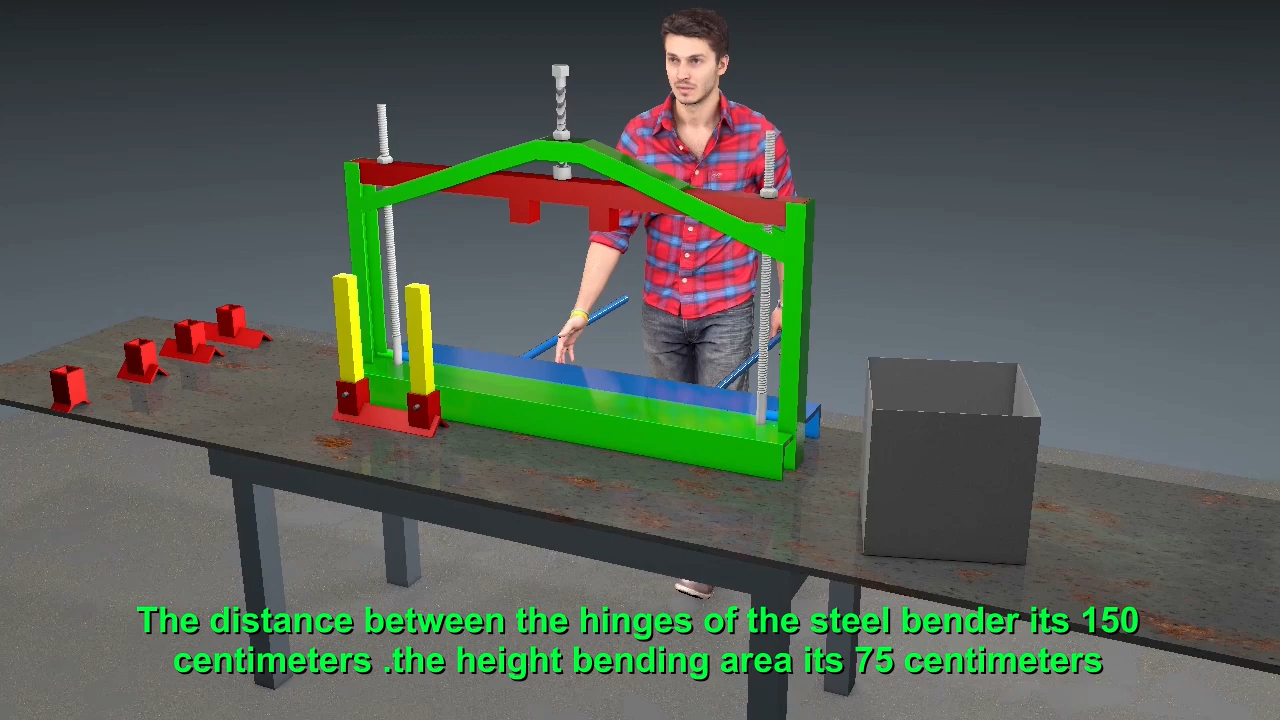 The distance between the hinges of the steel bender its 150
centimeters .the height bending area its 75 centimeters